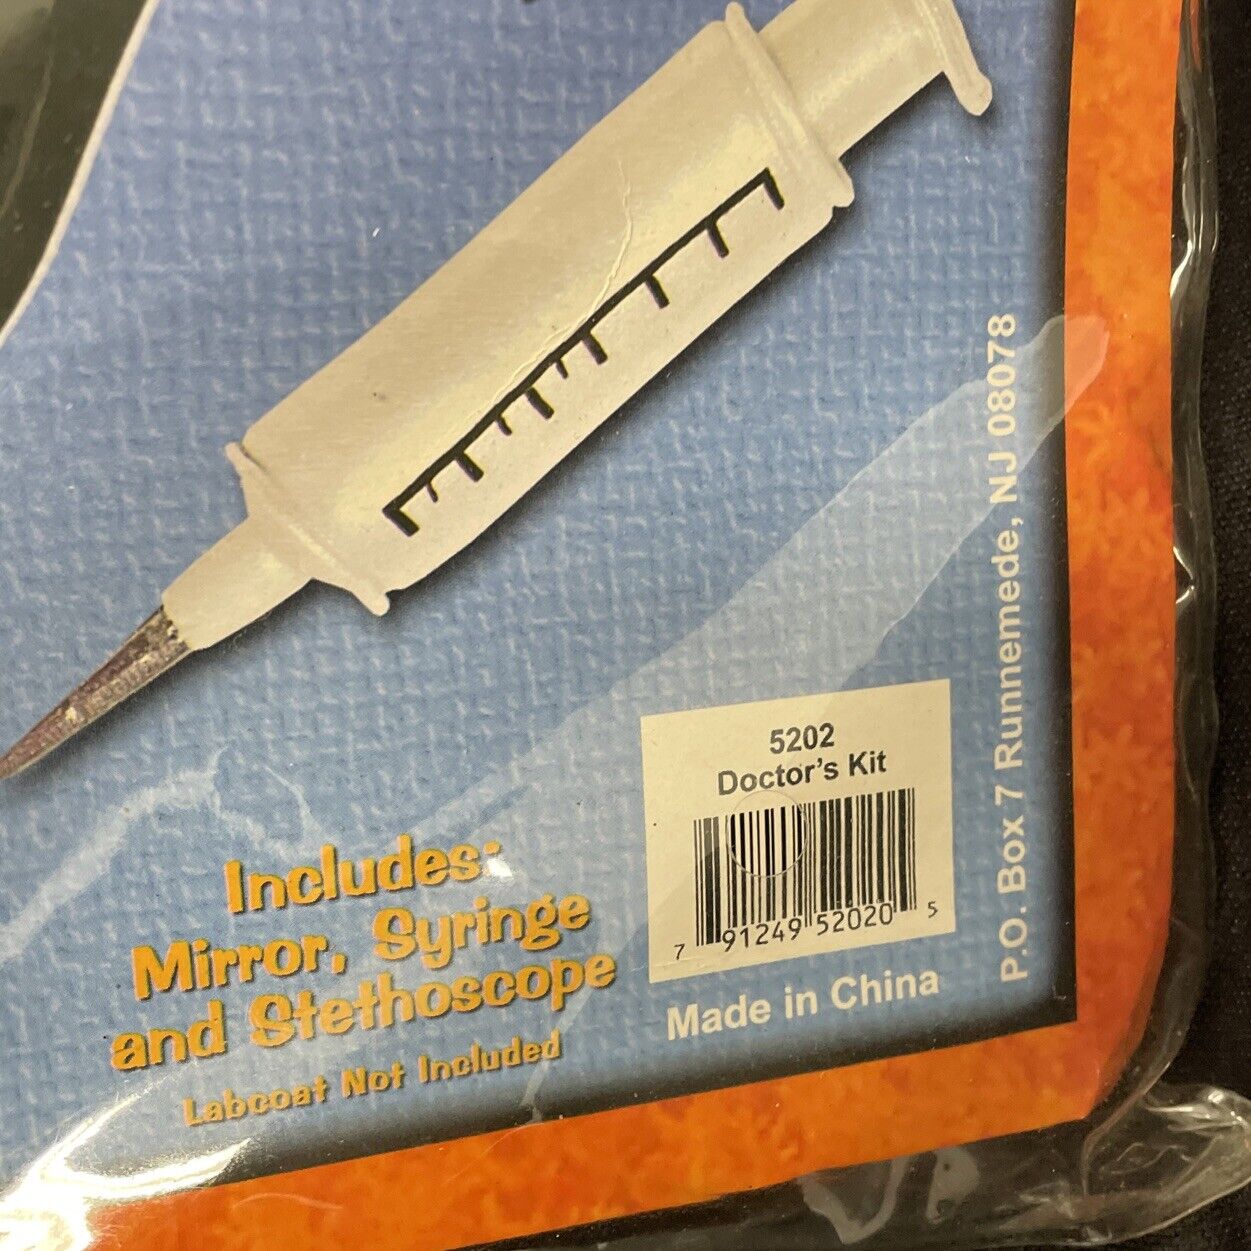 Includes:
Mirror, Syringe
and Stethoscope
Labcoat Not Included
5202
Doctor's Kit
7 91249 52020 5
Made in China
P.O. Box 7 Runnemede, NJ 08078